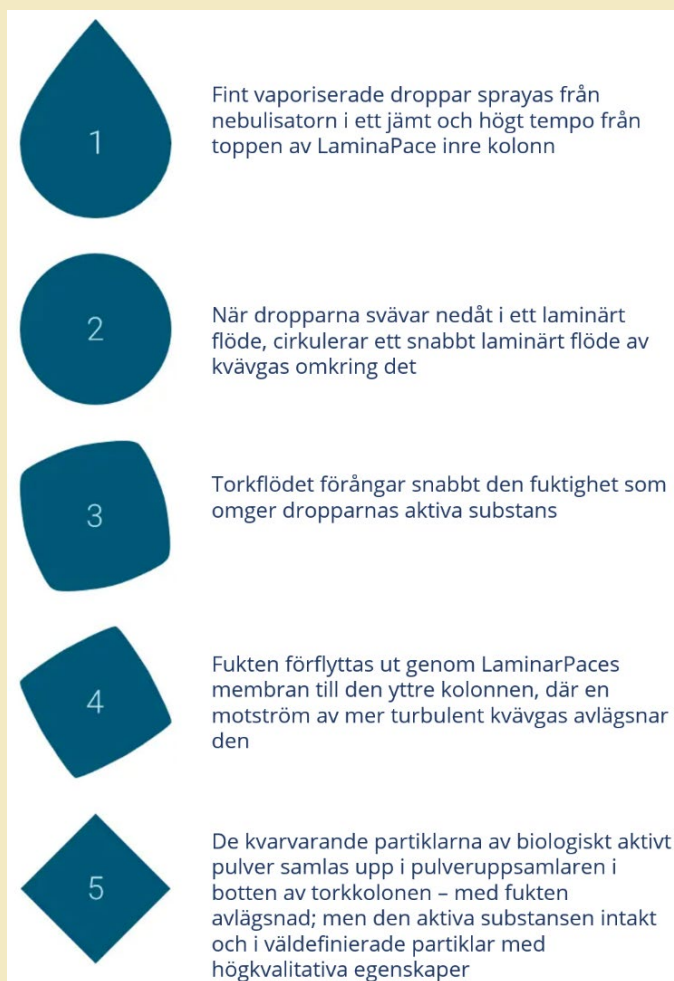 1
Fint vaporiserade droppar sprayas från
nebulisatorn i ett jämt och högt tempo från
toppen av LaminaPace inre kolonn
2
När dropparna svävar nedåt i ett laminärt
flöde, cirkulerar ett snabbt laminärt flöde av
kvävgas omkring det
3
Torkflödet förångar snabbt den fuktighet som
omger dropparnas aktiva substans
4
Fukten förflyttas ut genom LaminarPaces
membran till den yttre kolonnen, där en
motström av mer turbulent kvävgas avlägsnar
den
5
De kvarvarande partiklarna av biologiskt aktivt
pulver samlas upp i pulveruppsamlaren i
botten av torkkolonen – med fukten
avlägsnad; men den aktiva substansen intakt
och i väldefinierade partiklar med
högkvalitativa egenskaper